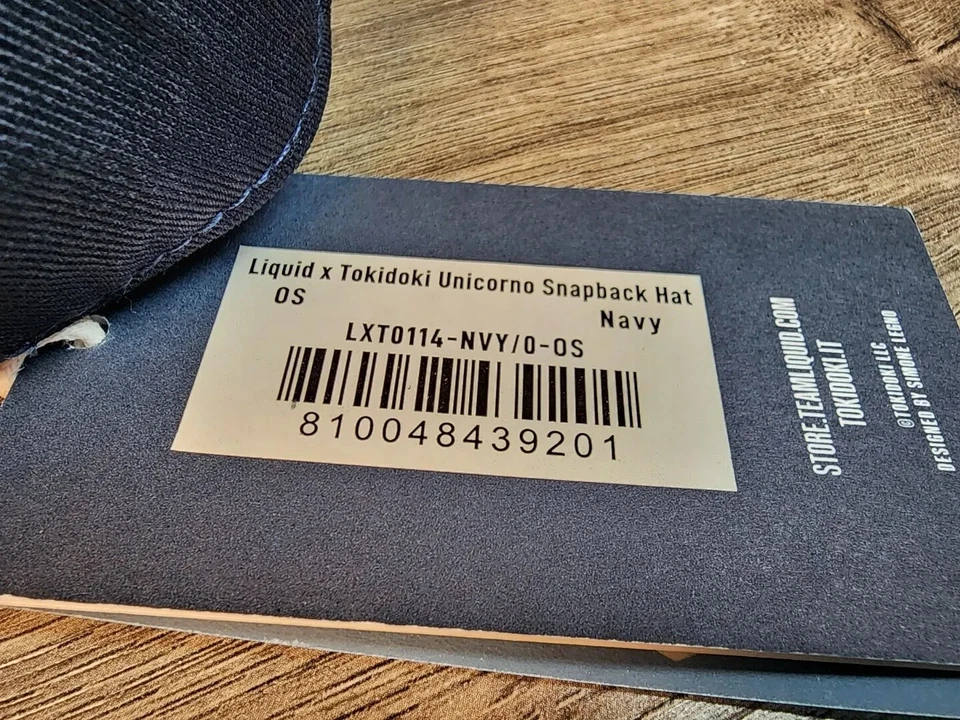 Liquid x Tokidoki Unicorno Snapback Hat
OS
Navy
LXT0114-NVY/0-OS
810048439201
STORE.TEAMLIQUID.COM
TOKIDOKI.IT
©TOKIDOKI LLC
DESIGNED BY SIMONE LEGNO